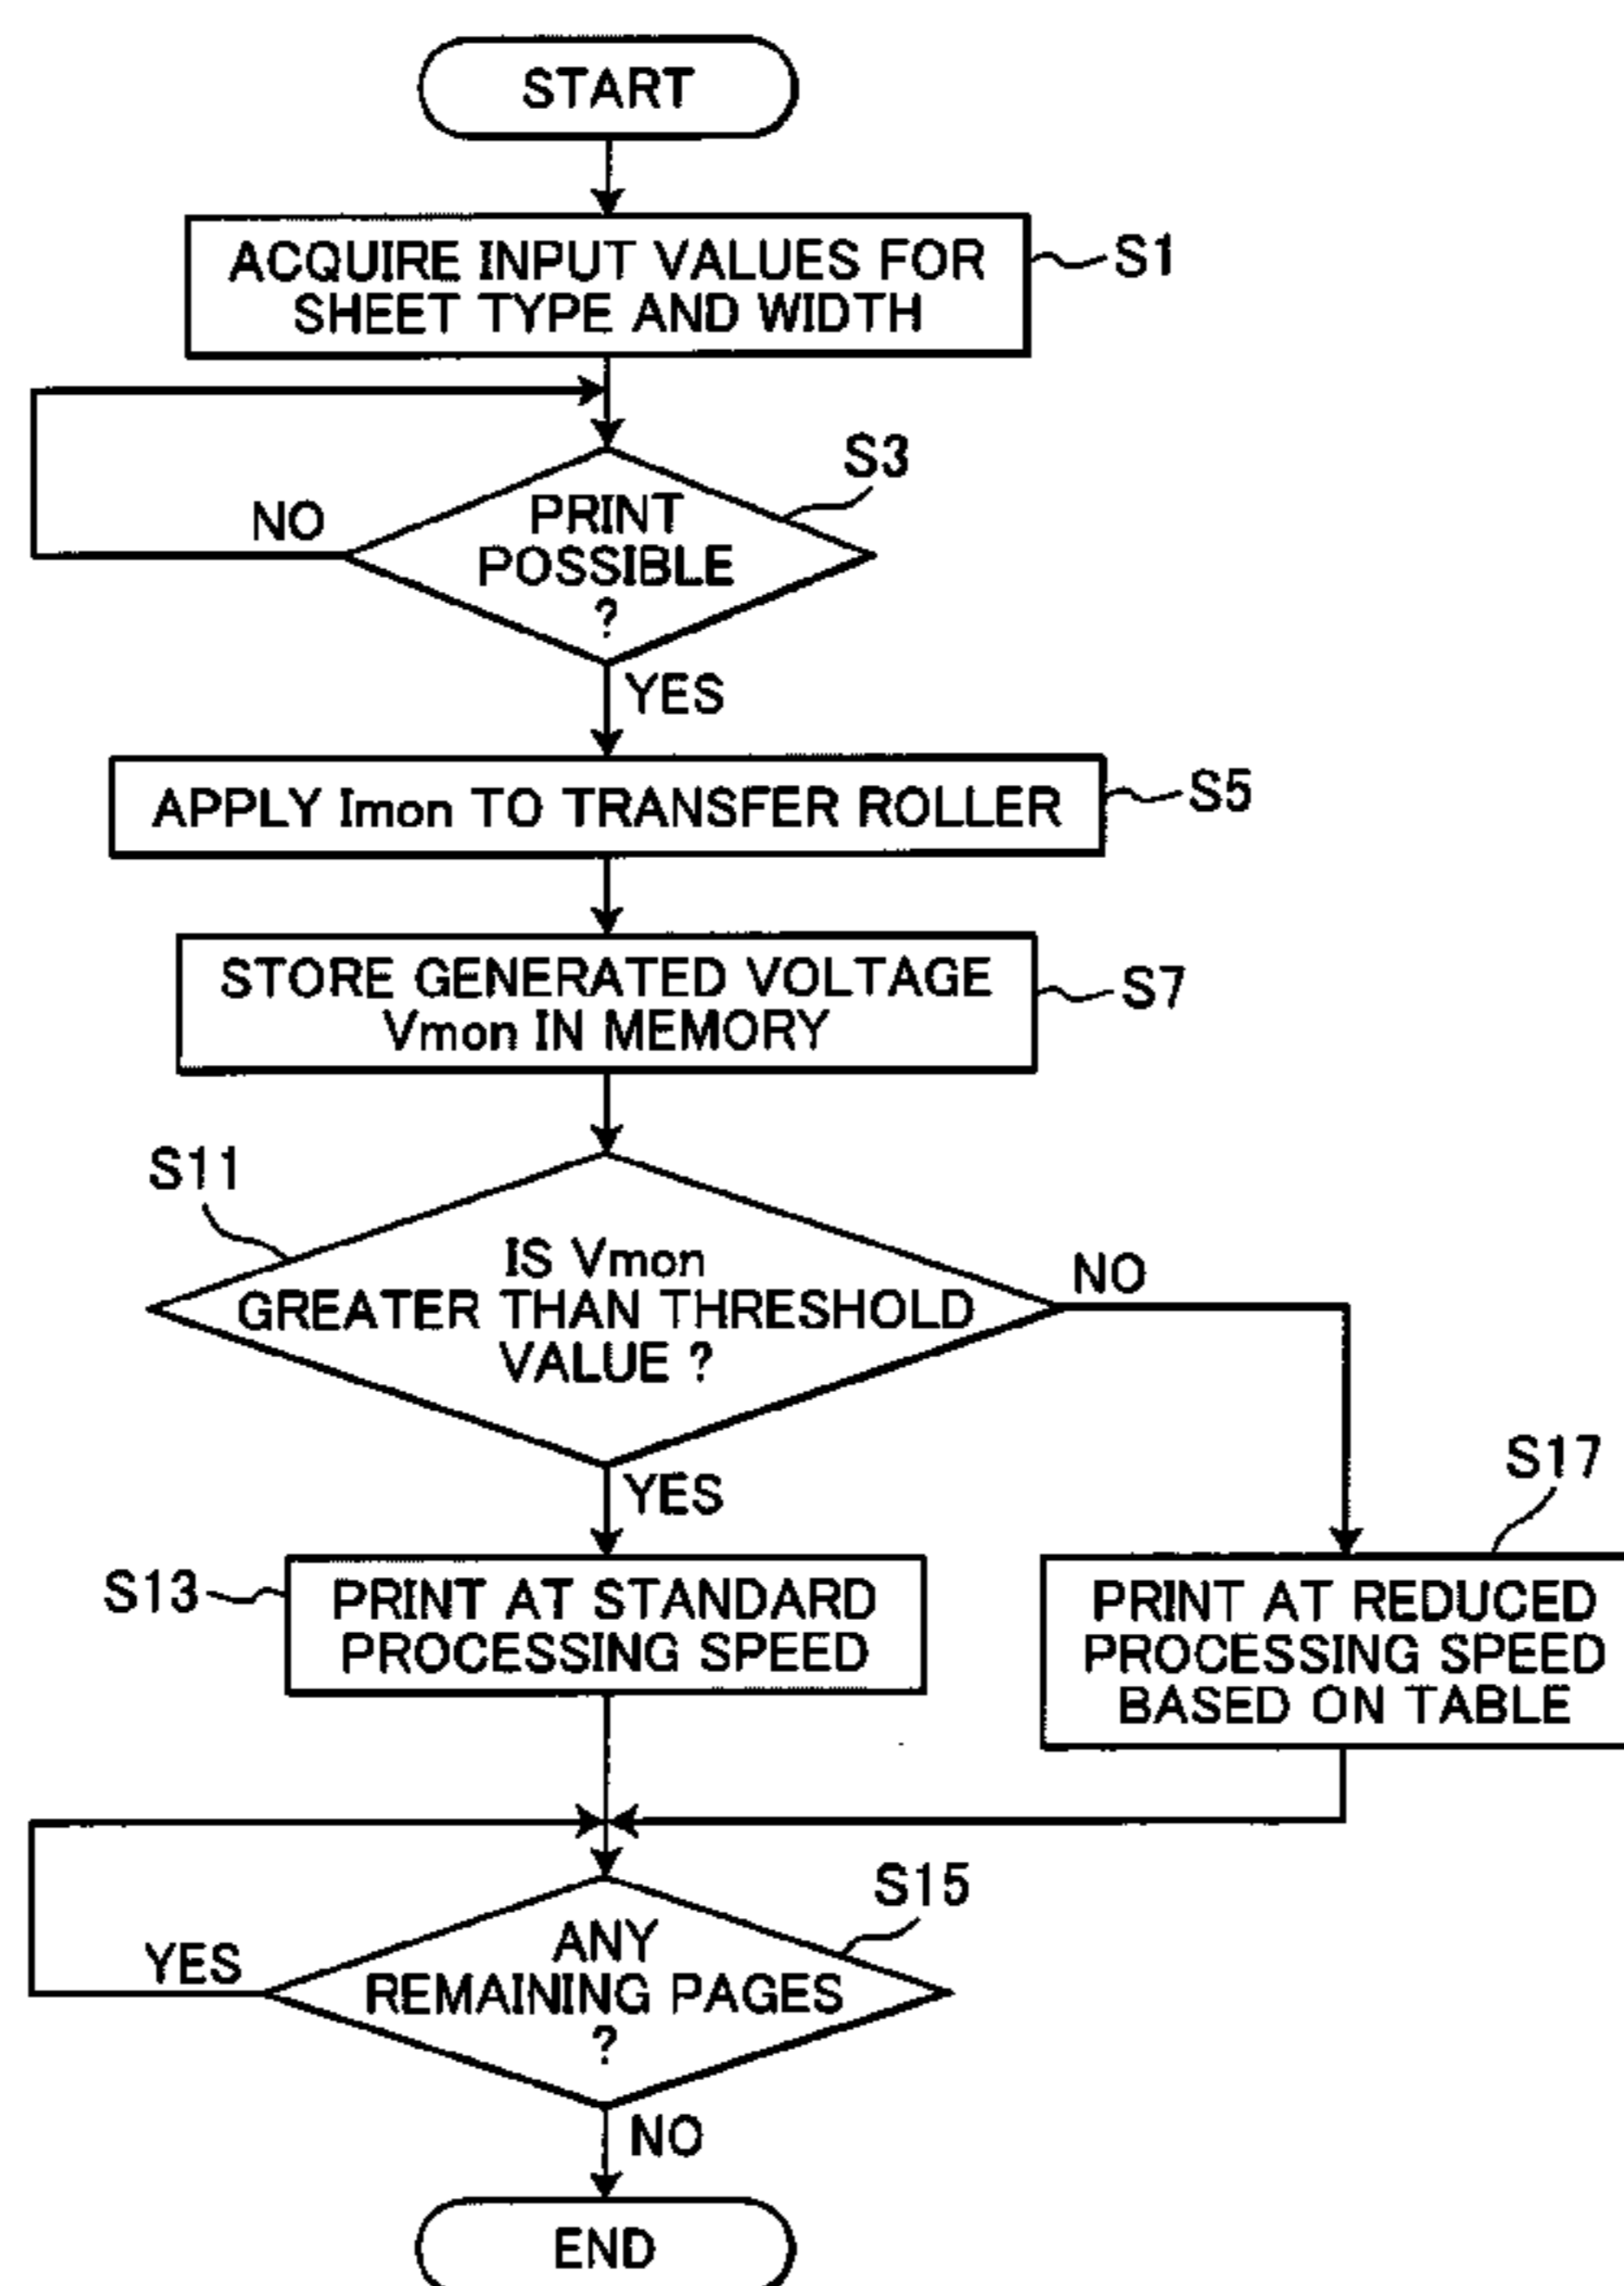 START
ACQUIRE INPUT VALUES FOR
SHEET TYPE AND WIDTH
S1
S3
NO
PRINT
POSSIBLE
?
YES
APPLY Imon TO TRANSFER ROLLER
S5
STORE GENERATED VOLTAGE
Vmon IN MEMORY
S7
S11
IS Vmon
GREATER THAN THRESHOLD
VALUE ?
NO
YES
S17
S13
PRINT AT STANDARD
PROCESSING SPEED
PRINT AT REDUCED
PROCESSING SPEED
BASED ON TABLE
S15
YES
ANY
REMAINING PAGES
?
NO
END